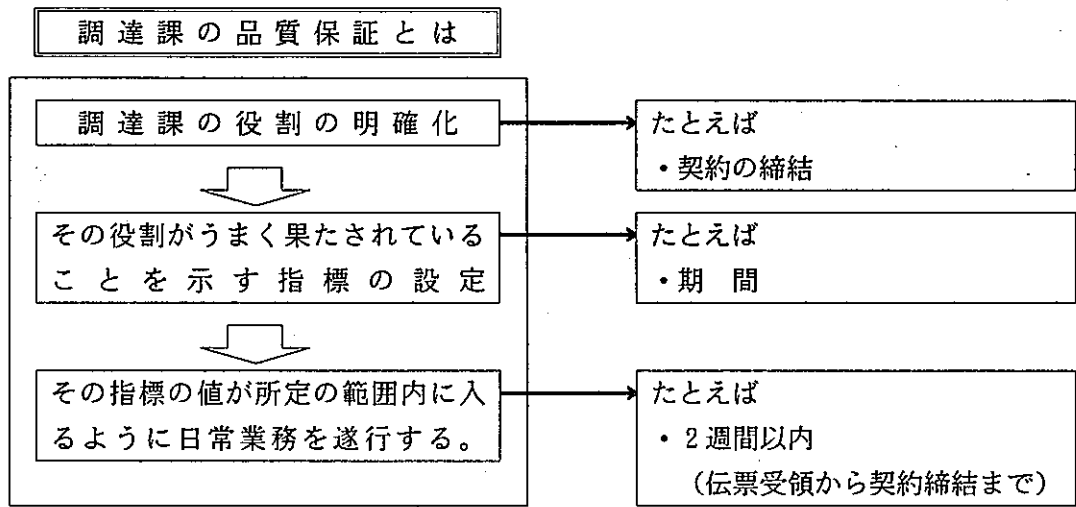 調達課の品質保証とは
調達課の役割の明確化
たとえば
・契約の締結
その役割がうまく果たされている
ことを示す指標の設定
たとえば
・期 間
その指標の値が所定の範囲内に入
るように日常業務を遂行する。
たとえば
・2週間以内
(伝票受領から契約締結まで)